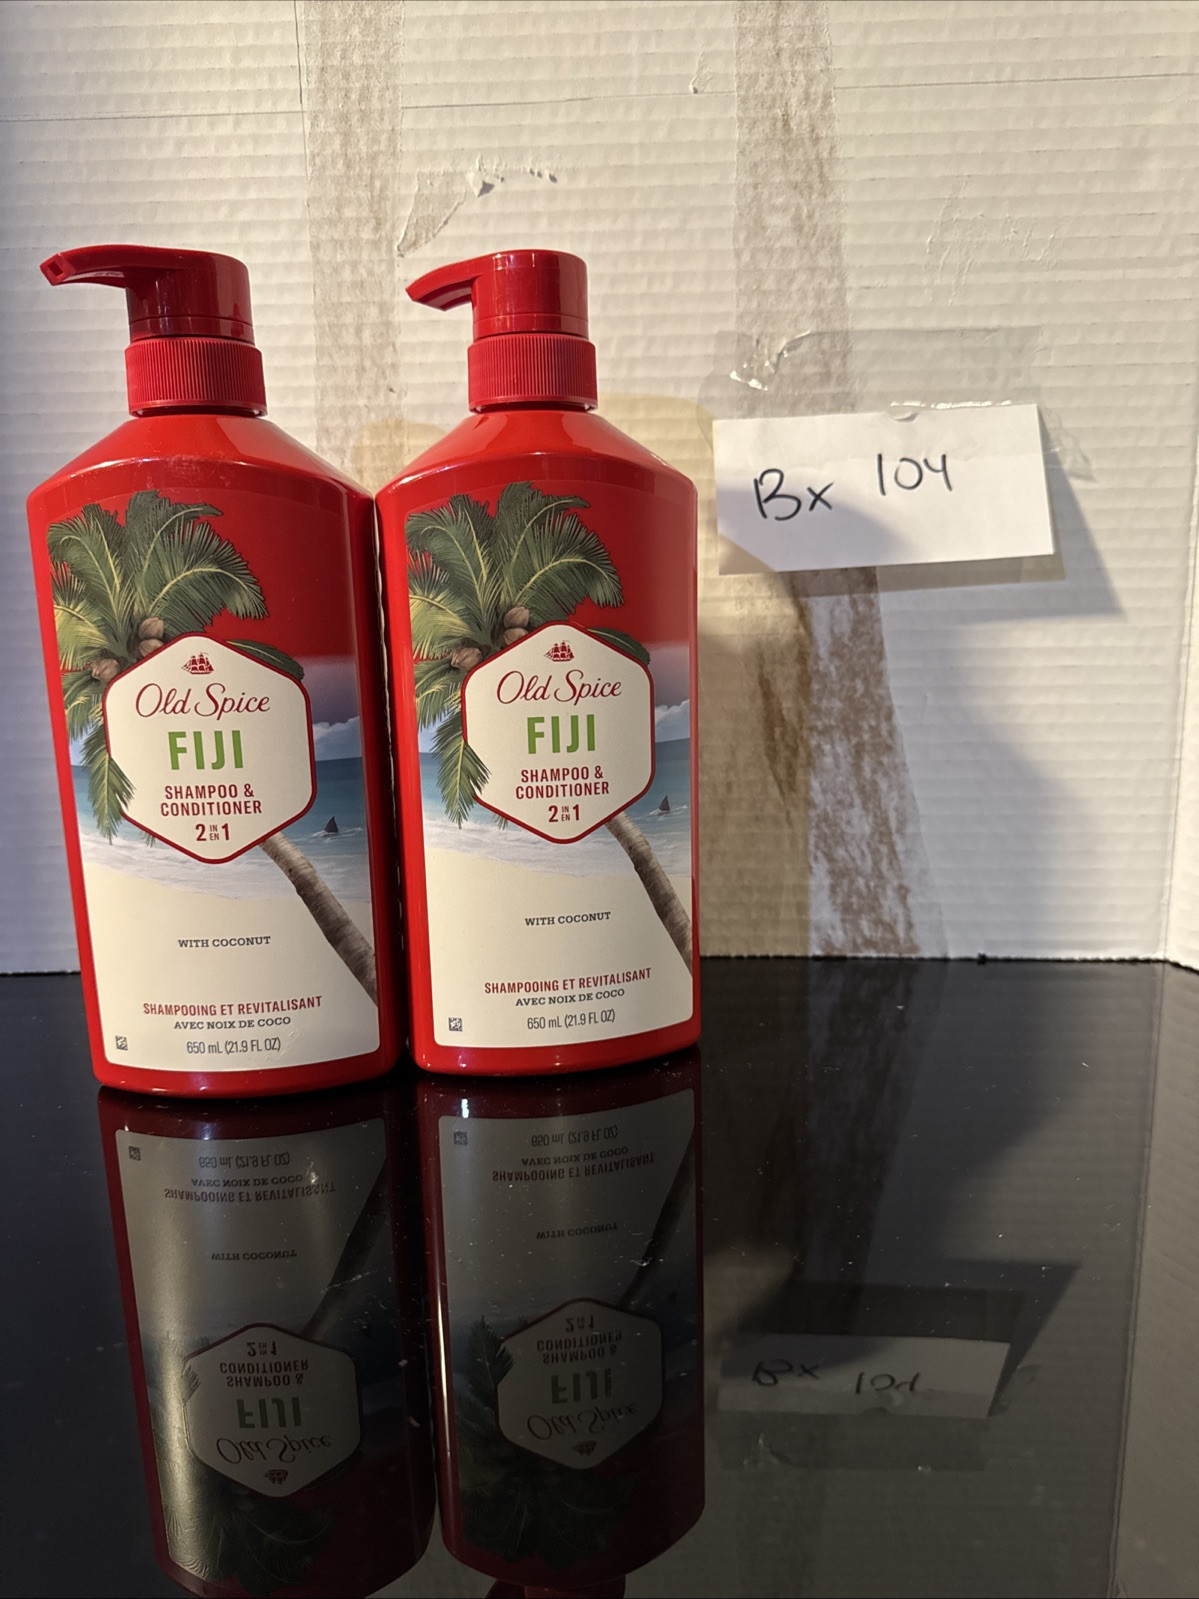 Old Spice
FIJI
SHAMPOO &
CONDITIONER
2 IN EN 1
WITH COCONUT
SHAMPOOING ET REVITALISANT
AVEC NOIX DE COCO
650 mL (21.9 FL OZ)
Old Spice
FIJI
SHAMPOO &
CONDITIONER
2 IN EN 1
WITH COCONUT
SHAMPOOING ET REVITALISANT
AVEC NOIX DE COCO
650 mL (21.9 FL OZ)
Bx 104